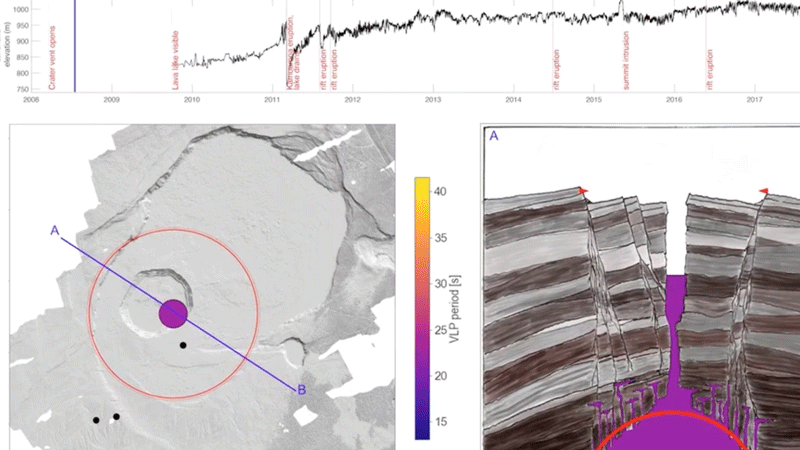 elevation (m)
1000
950
900
850
800
750
Crater vent opens
Lava lake visible
Kamoamoa eruption,
lake drains
rift eruption
rift eruption
rift eruption
summit intrusion
rift eruption
2008
2009
2010
2011
2012
2013
2014
2015
2016
2017
A
B
40
35
30
25
20
15
VLP period [s]
A